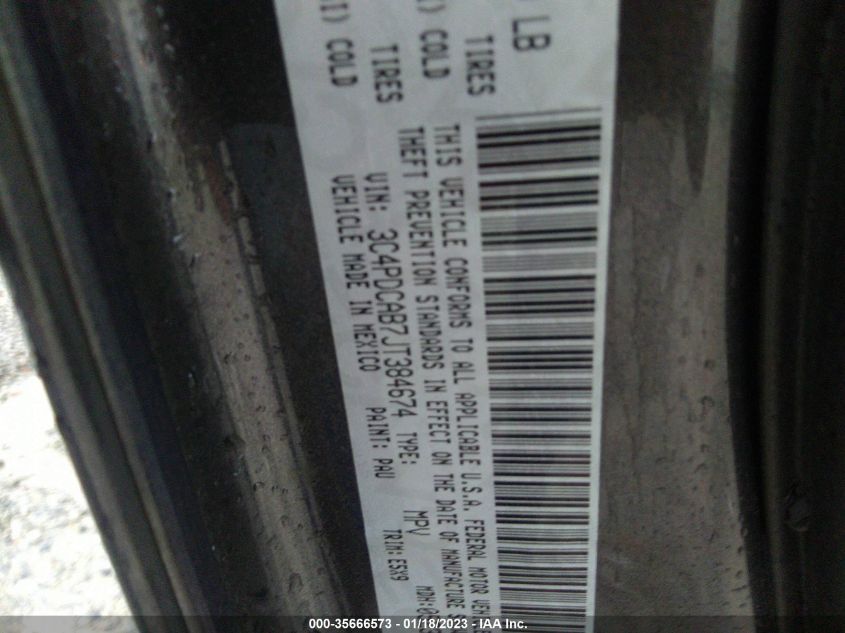 LB
TIRES
I) COLD
TIRES
I) COLD
THIS VEHICLE CONFORMS TO ALL APPLICABLE U.S.A. FEDERAL MOTOR
THEFT PREVENTION STANDARDS IN EFFECT ON THE DATE OF MANUFACTURE
VIN: 3C4PDCAB7JT384674 TYPE: MPV MDH:
VEHICLE MADE IN MEXICO PAINT: PAU TRIM: ESX9
000-35666573 - 01/18/2023 - IAA Inc.